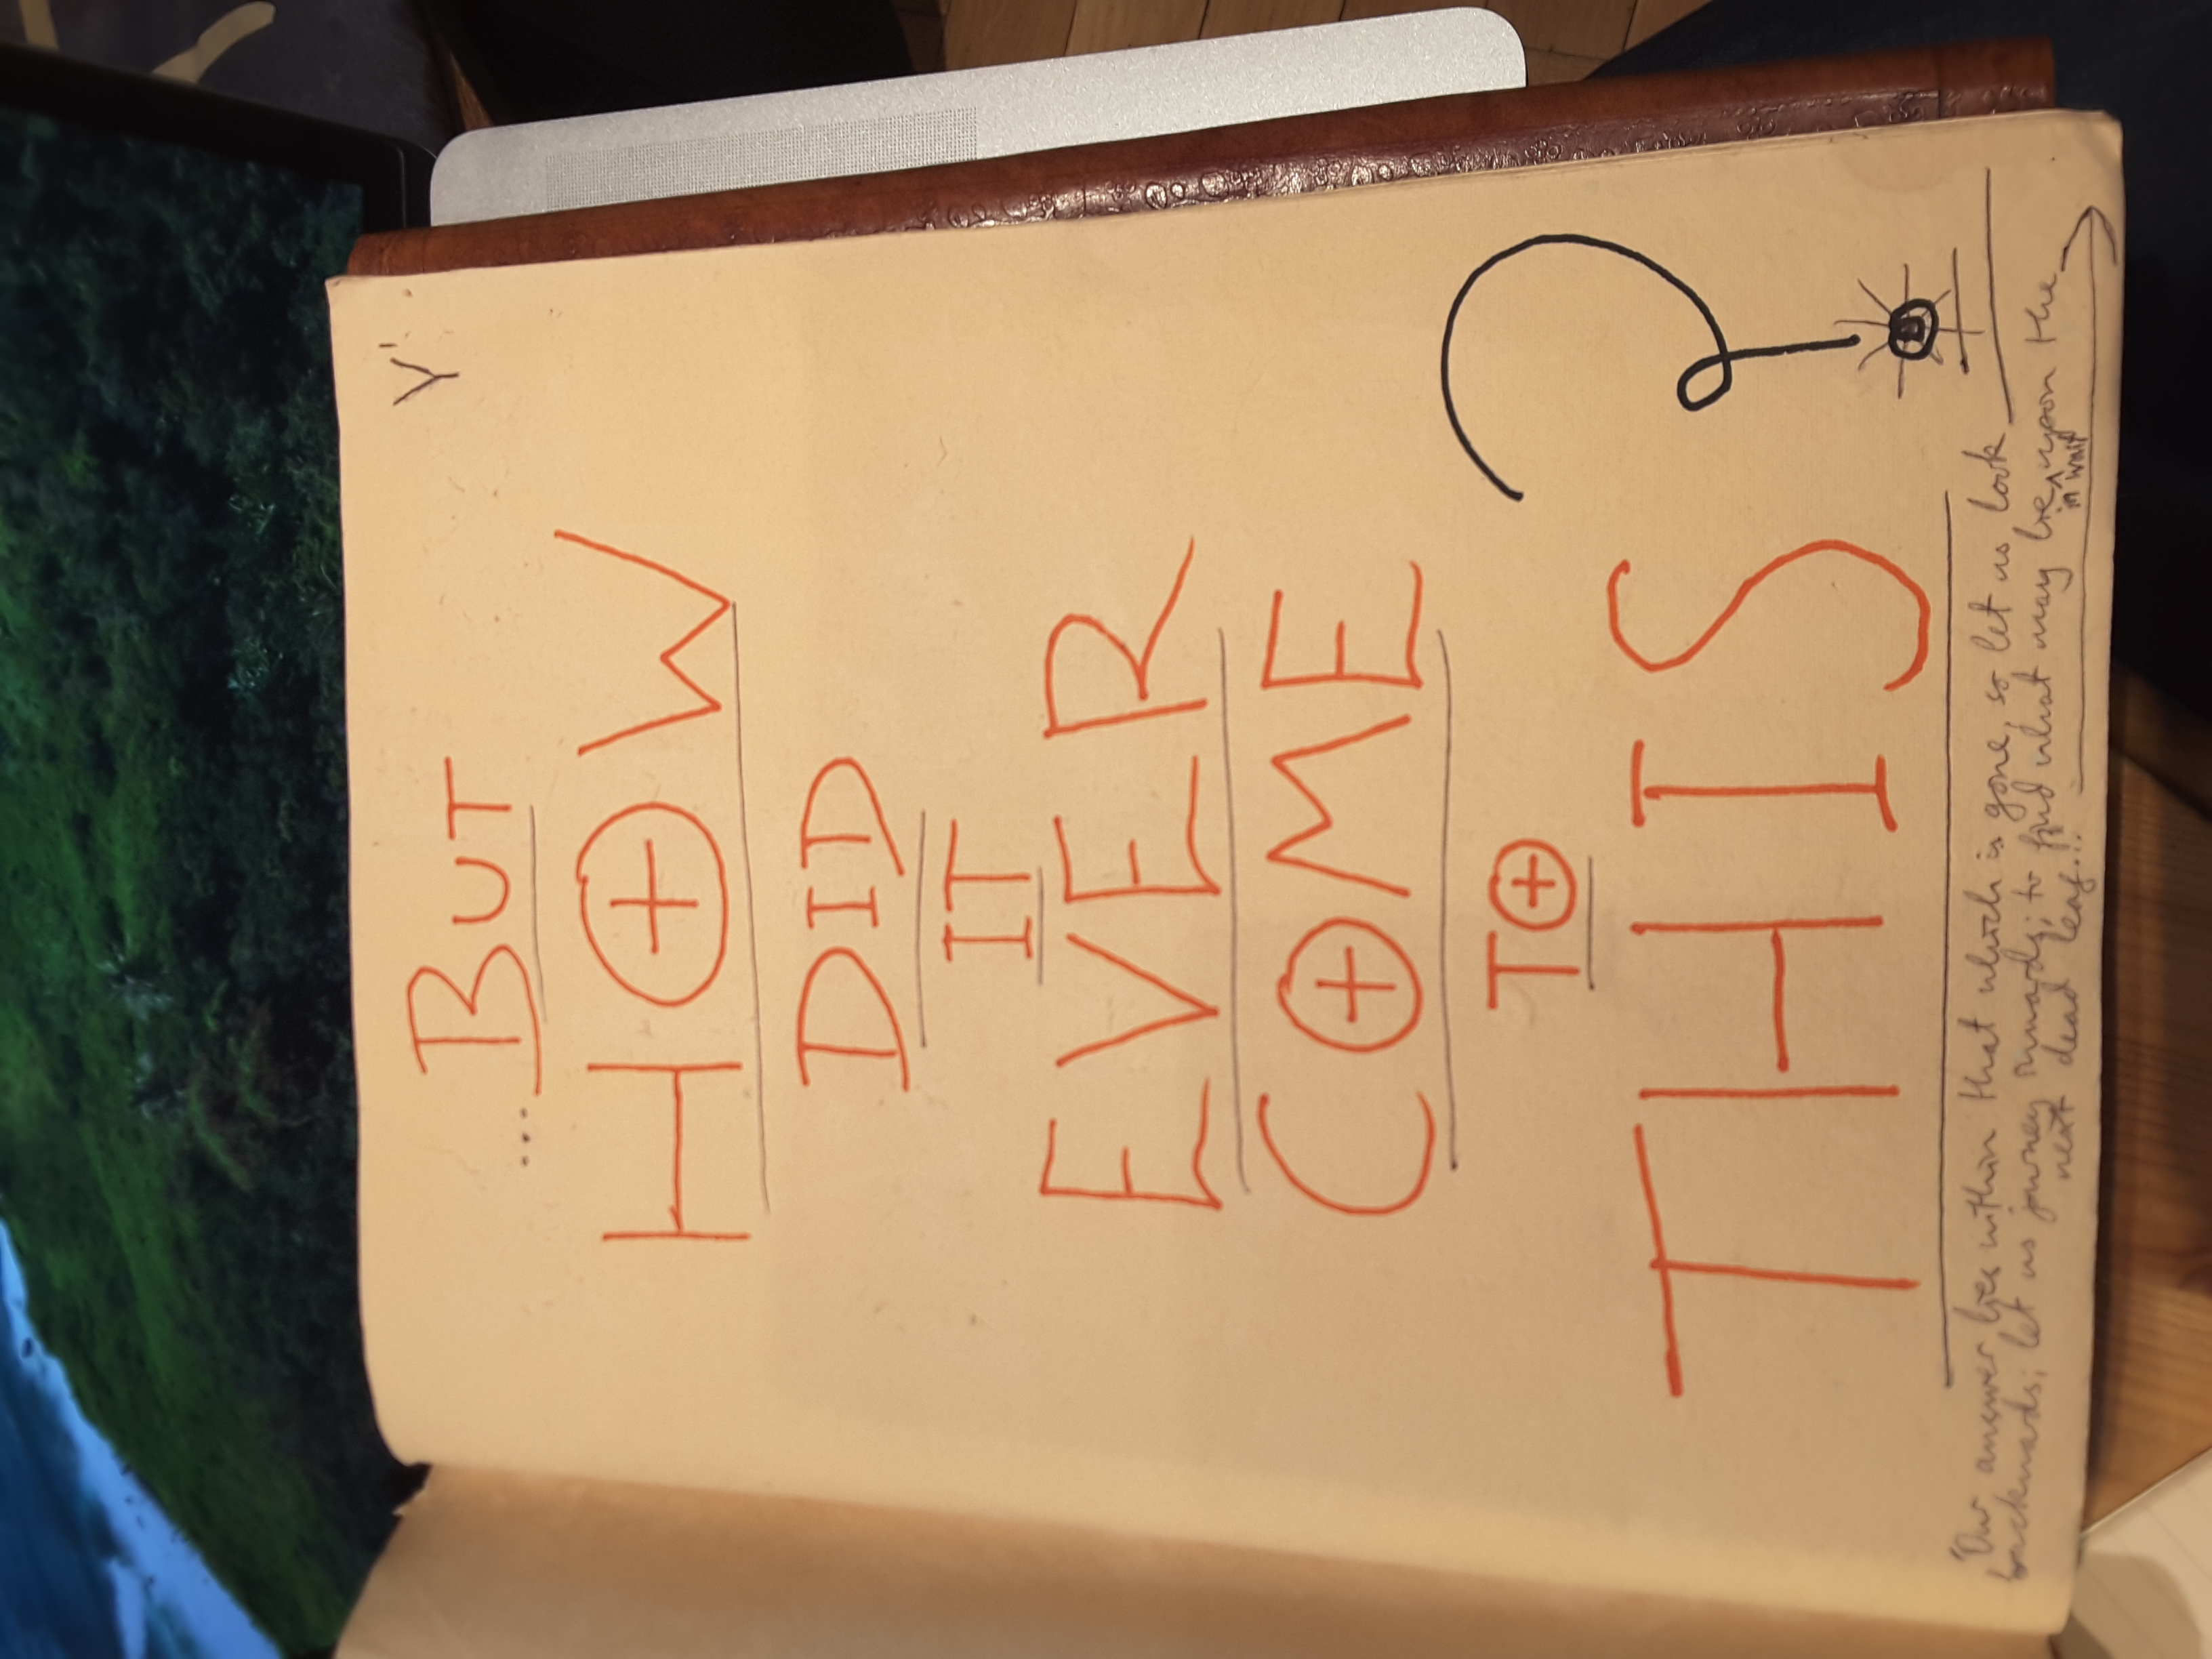 Y'
... BUT
HOW
DID
IT
EVER
COME
TO
THIS?
"Our answer lies within that which is gone, so let us look
backwards; let us journey inwards; to find what may lie in wait upon the
next dead leaf..."